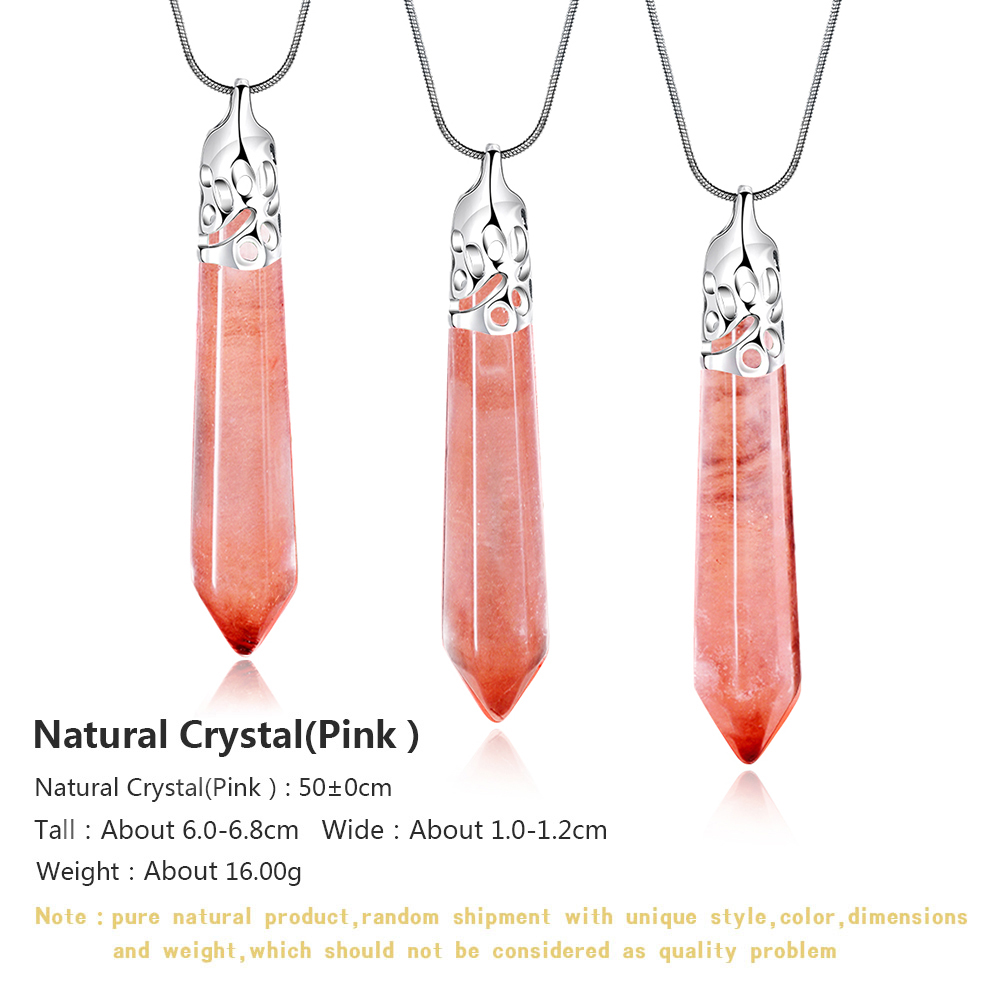 Natural Crystal(Pink )
Natural Crystal(Pink ) : 50±0cm
Tall : About 6.0-6.8cm Wide : About 1.0-1.2cm
Weight : About 16.00g
Note : pure natural product,random shipment with unique style,color,dimensions
and weight,which should not be considered as quality problem